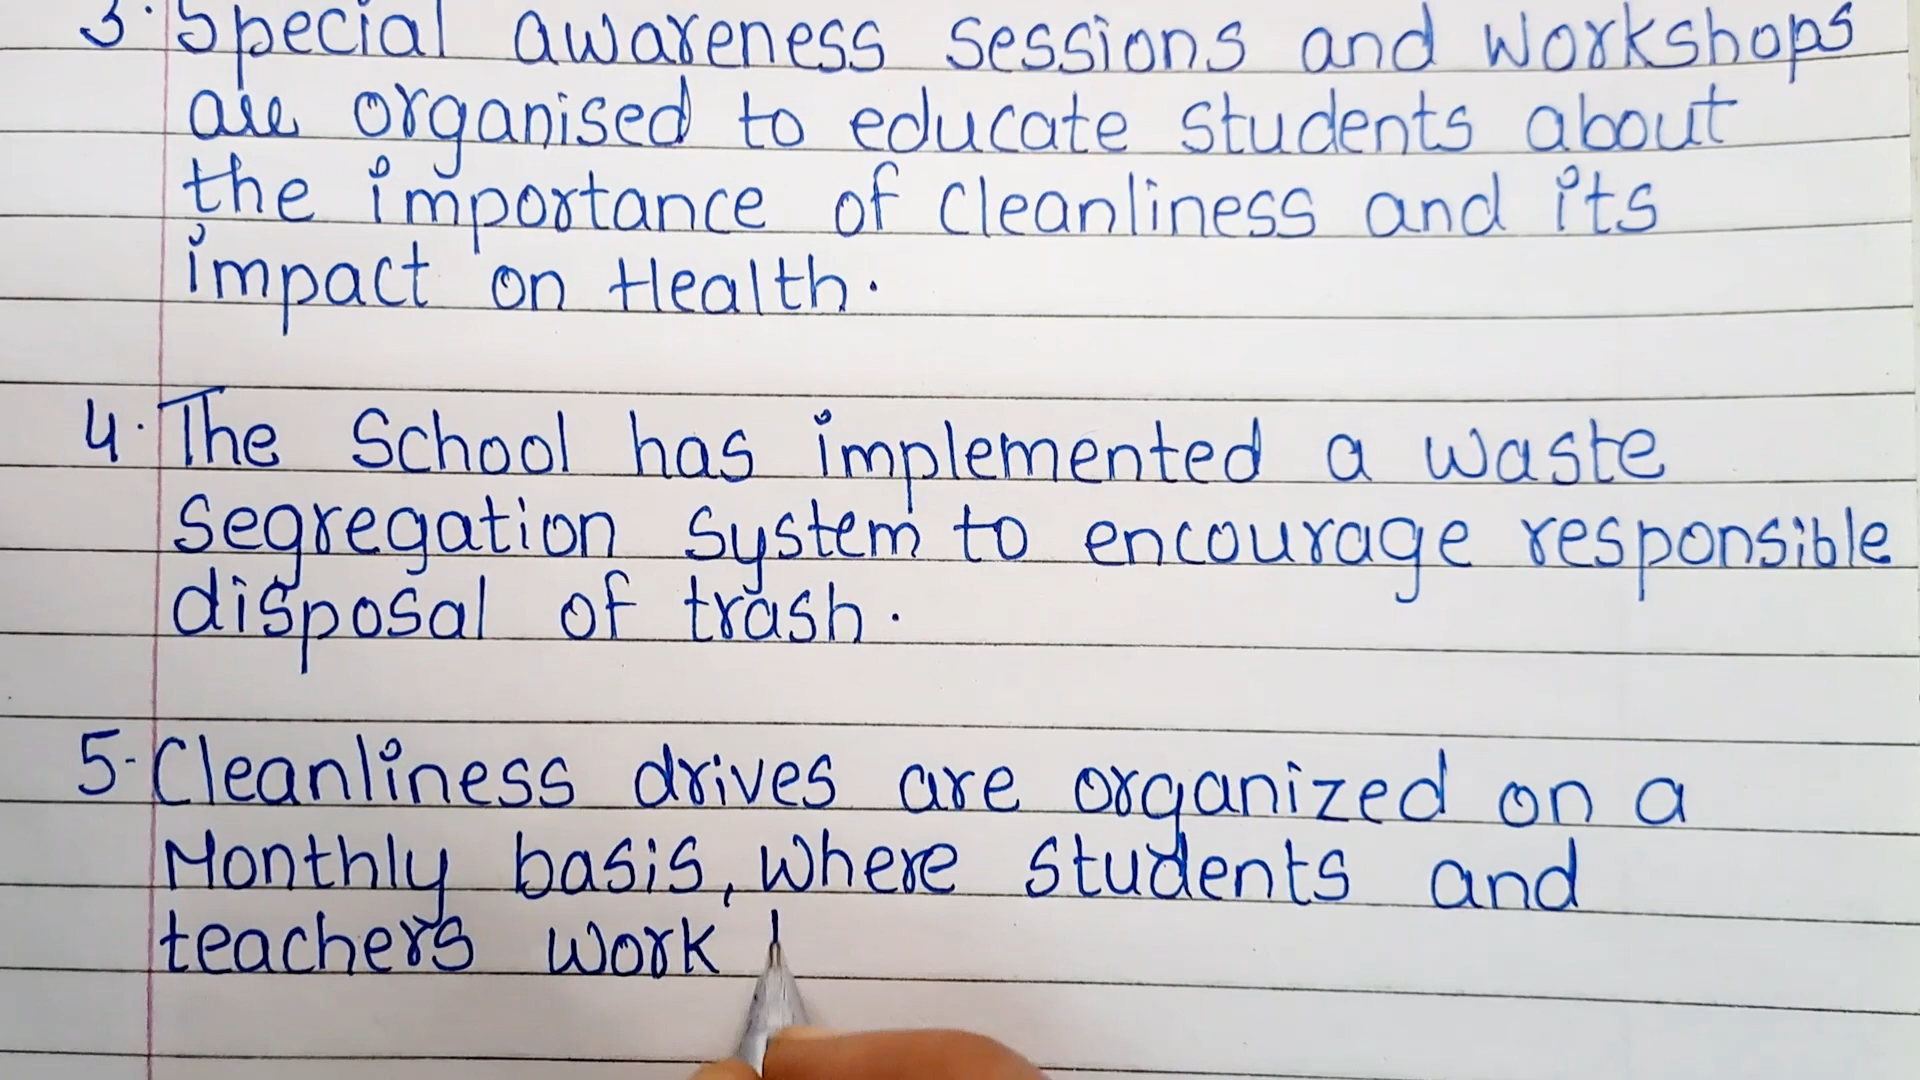 3. Special awareness sessions and workshops
are organised to educate students about
the importance of cleanliness and its
impact on Health.
4. The School has implemented a waste
segregation system to encourage responsible
disposal of trash.
5. Cleanliness drives are organized on a
Monthly basis, where students and
teachers work